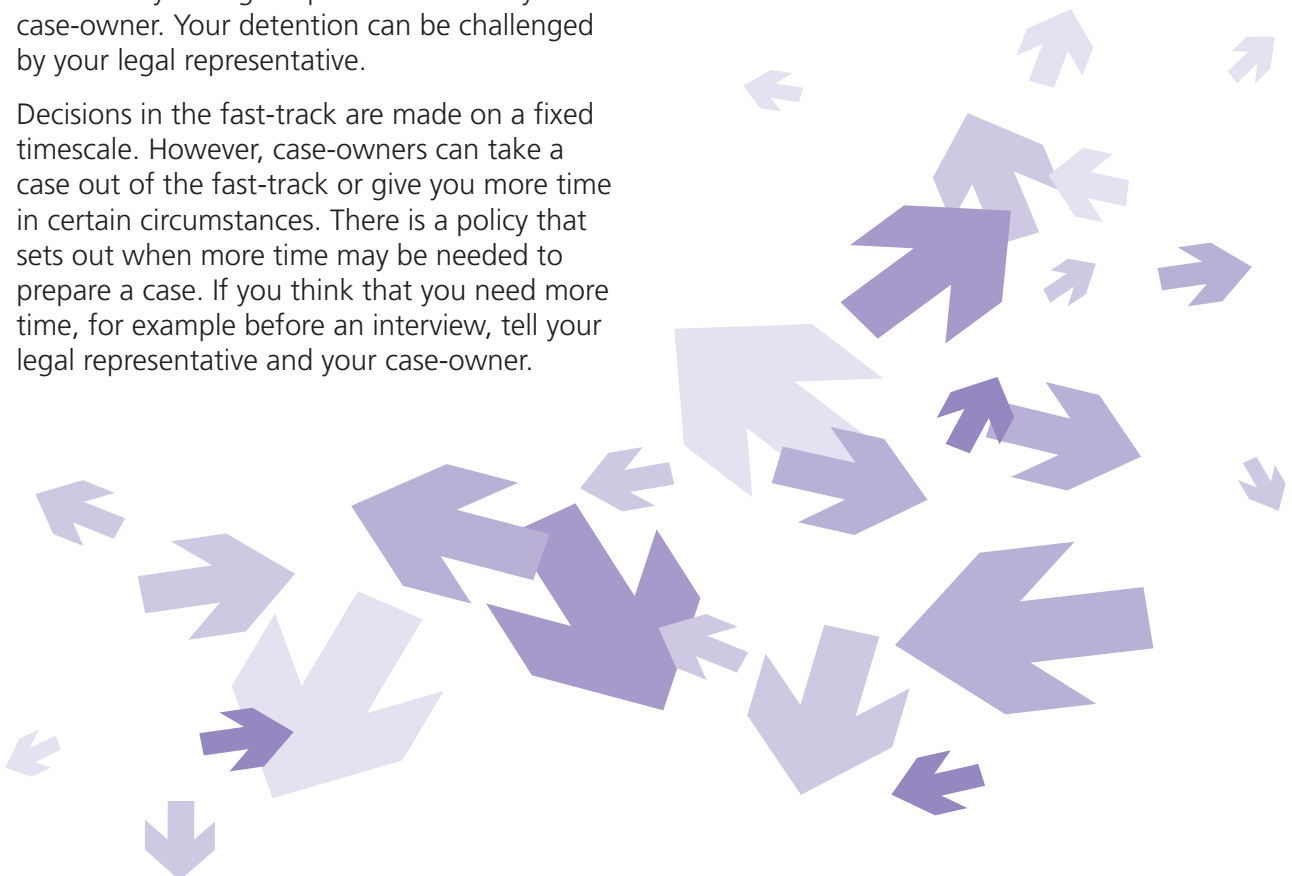 case-owner. Your detention can be challenged
by your legal representative.
Decisions in the fast-track are made on a fixed
timescale. However, case-owners can take a
case out of the fast-track or give you more time
in certain circumstances. There is a policy that
sets out when more time may be needed to
prepare a case. If you think that you need more
time, for example before an interview, tell your
legal representative and your case-owner.